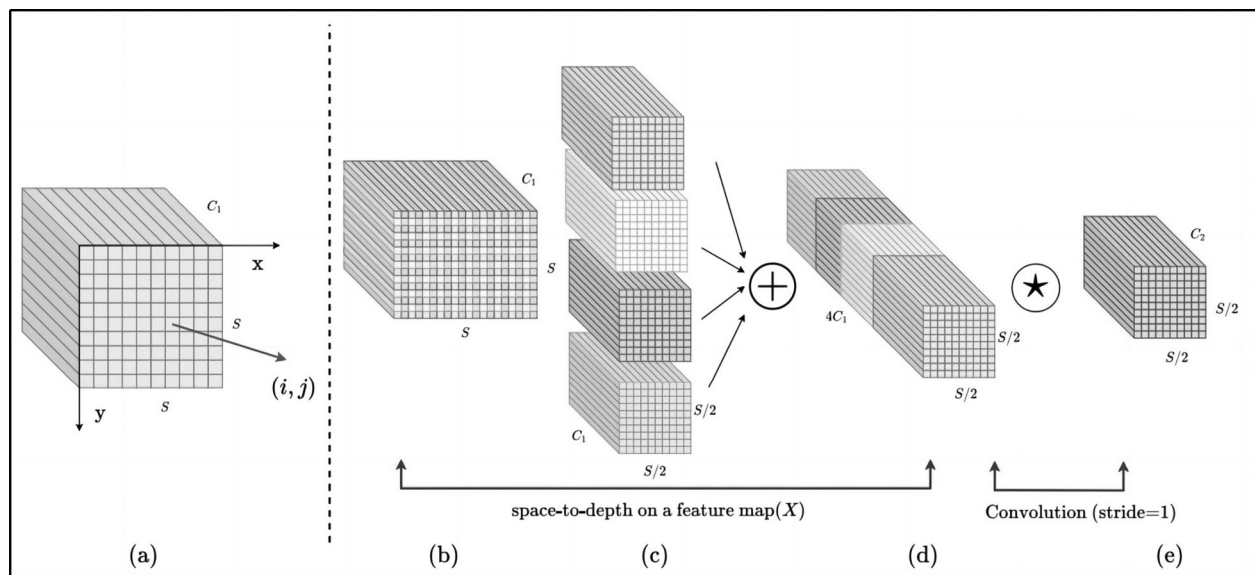 C₁
x
S
(i, j)
S
y
C₁
S
S
C₁
S/2
S/2
4C₁
S/2
S/2
C₂
S/2
S/2
space-to-depth on a feature map(X)
Convolution (stride=1)
(a)
(b)
(c)
(d)
(e)